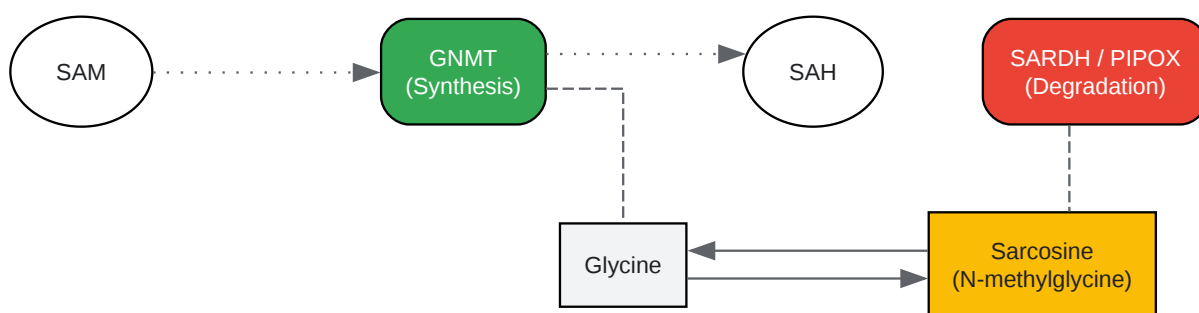 SAM
GNMT
(Synthesis)
SAH
SARDH / PIPOX
(Degradation)
Glycine
Sarcosine
(N-methylglycine)